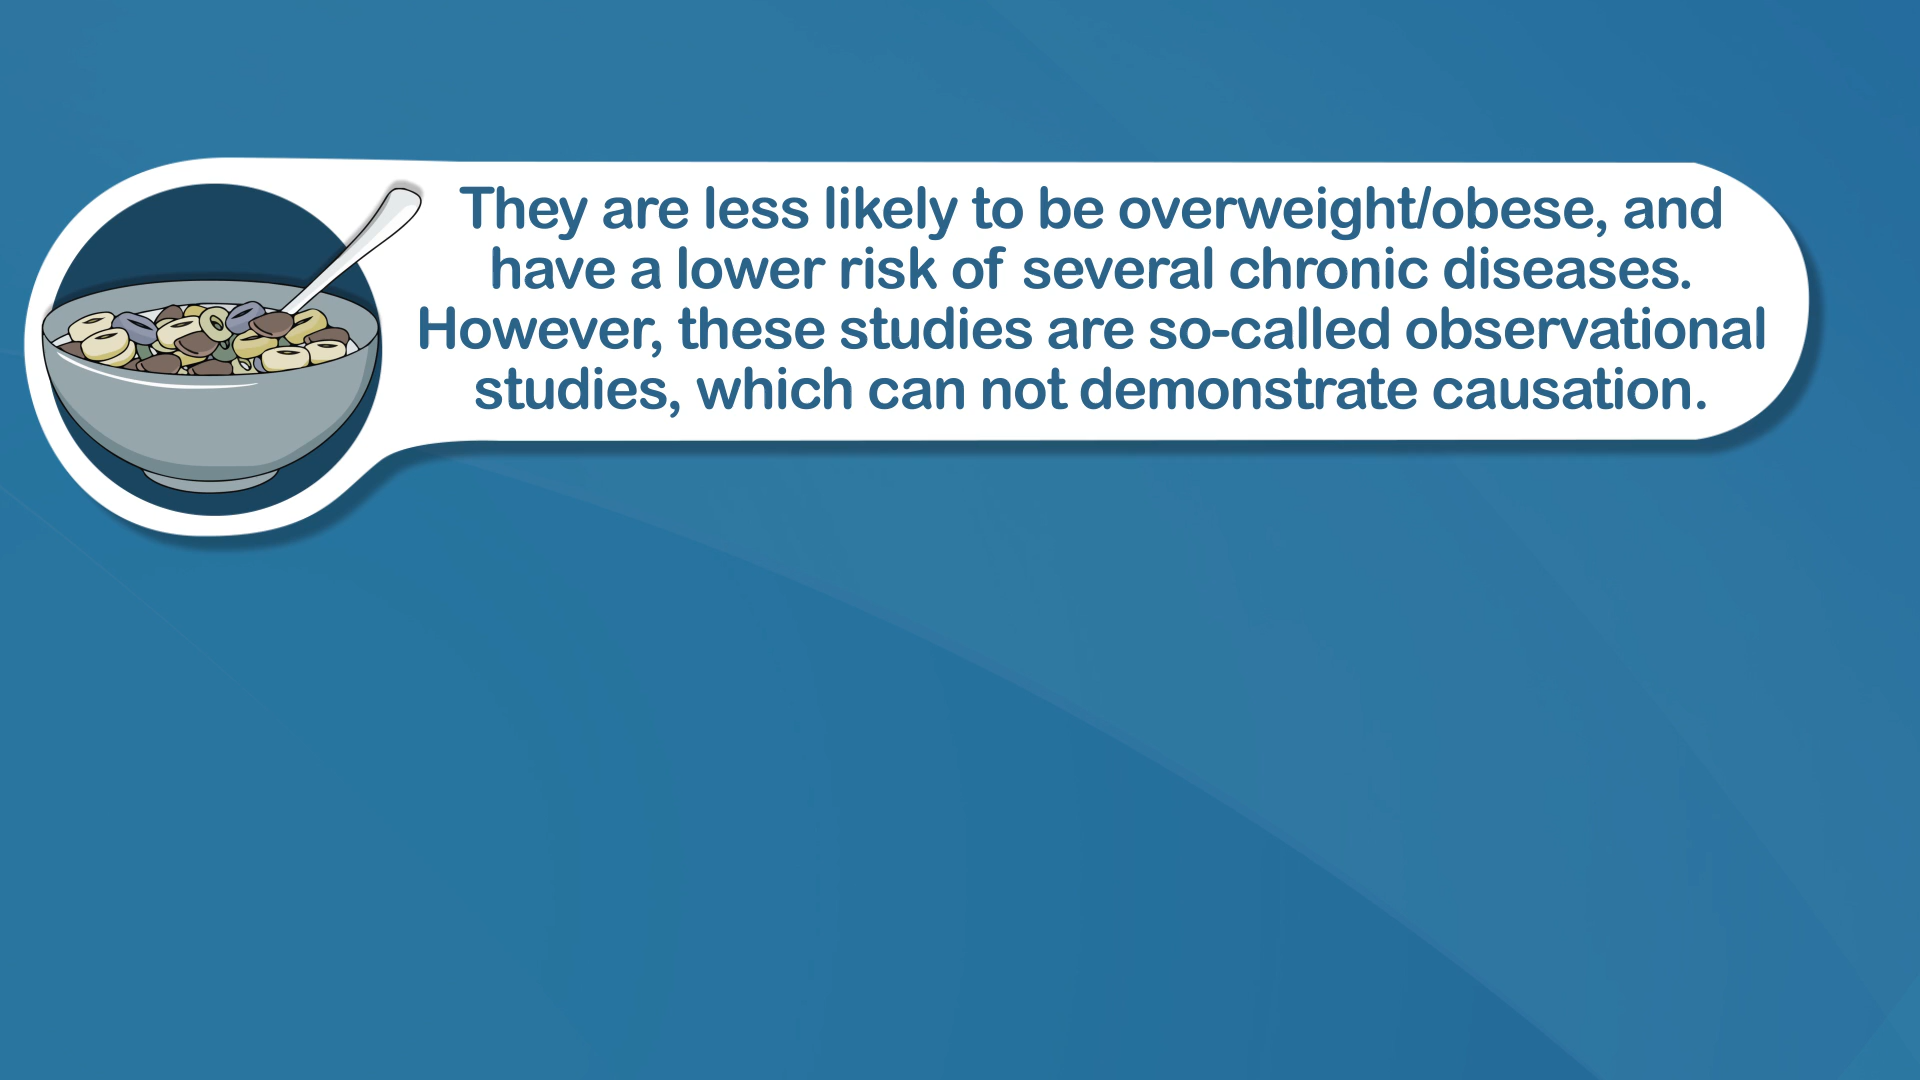 They are less likely to be overweight/obese, and
have a lower risk of several chronic diseases.
However, these studies are so-called observational
studies, which can not demonstrate causation.